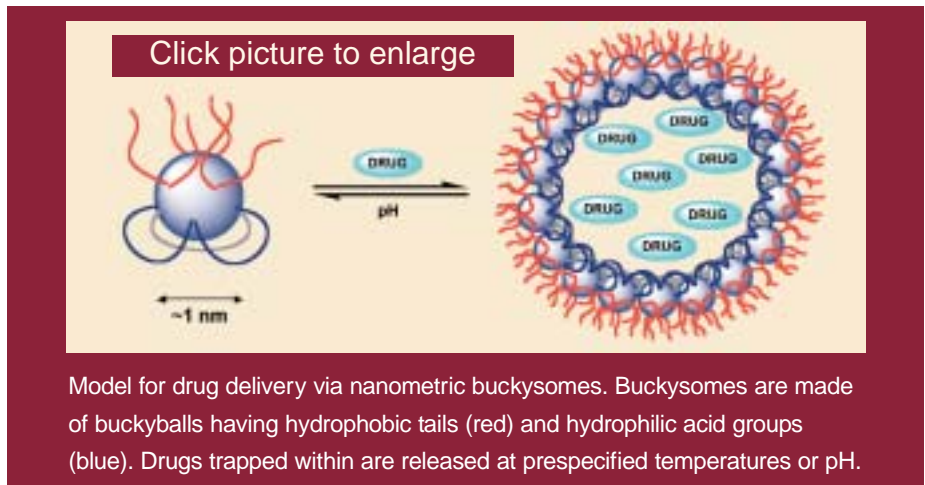 Click picture to enlarge
DRUG
pH
~1 nm
DRUG
DRUG
DRUG
DRUG
DRUG
DRUG
DRUG
Model for drug delivery via nanometric buckysomes. Buckysomes are made
of buckyballs having hydrophobic tails (red) and hydrophilic acid groups
(blue). Drugs trapped within are released at prespecified temperatures or pH.